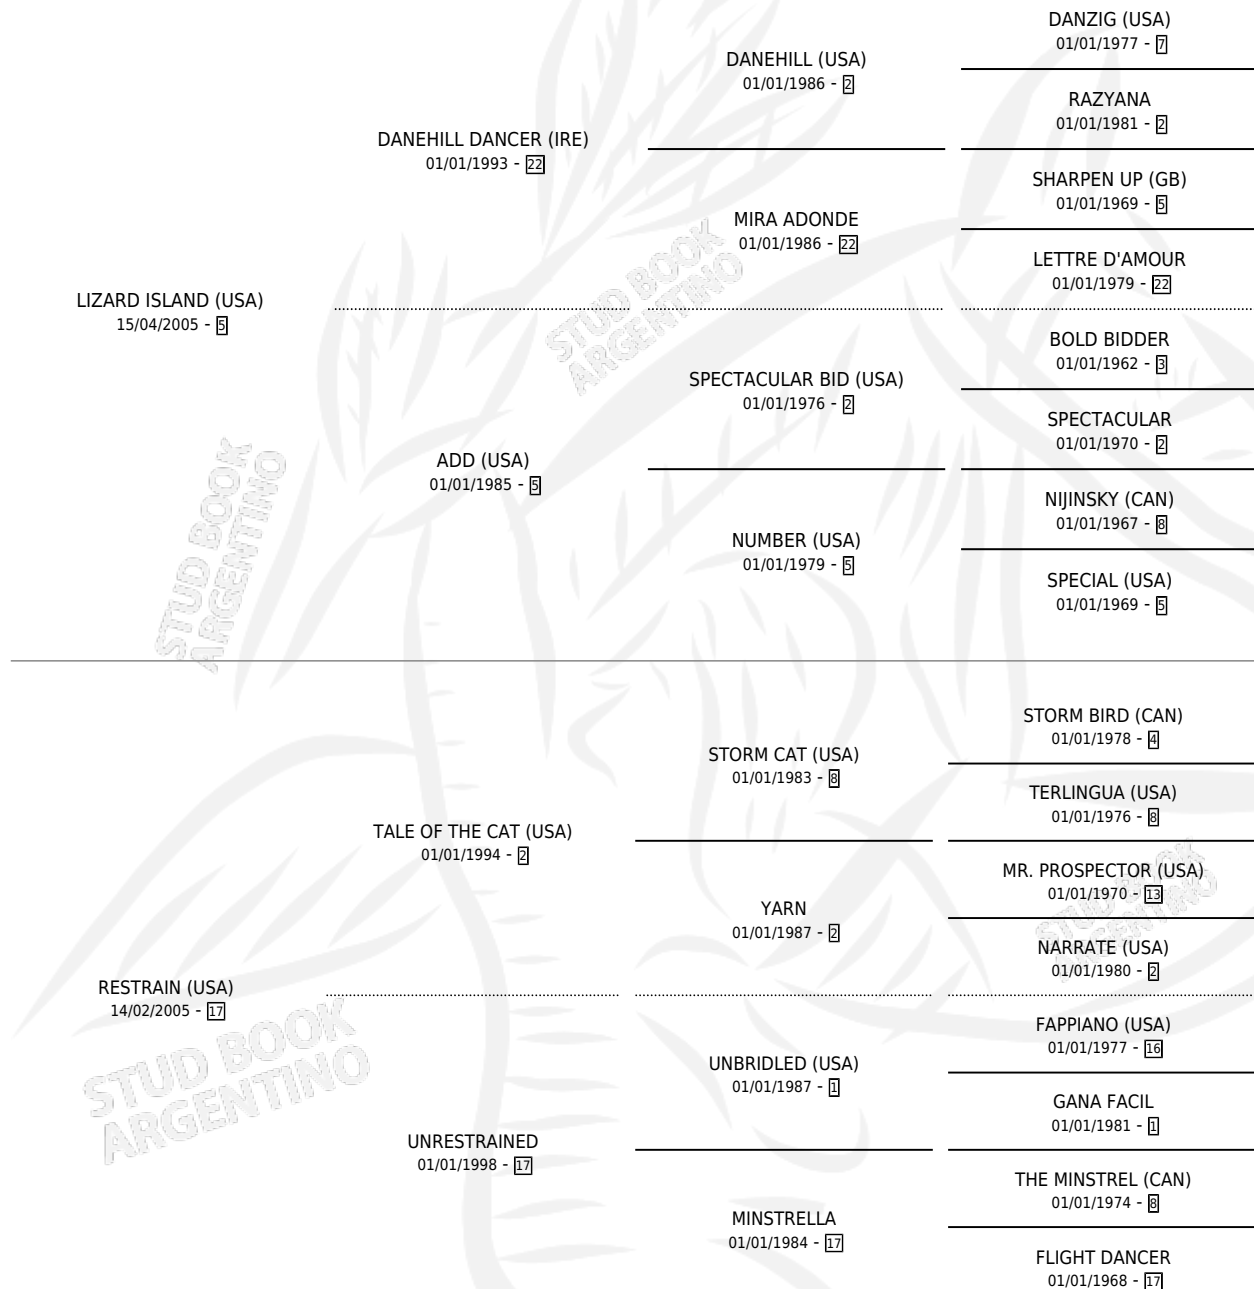 DANZIG (USA)
01/01/1977 - 7
DANEHILL (USA)
01/01/1986 - 2
RAZYANA
01/01/1981 - 2
DANEHILL DANCER (IRE)
01/01/1993 - 22
SHARPEN UP (GB)
01/01/1969 - 5
MIRA ADONDE
01/01/1986 - 22
LETTRE D'AMOUR
01/01/1979 - 22
LIZARD ISLAND (USA)
15/04/2005 - 5
STUD BOOK
ARGENTINO
BOLD BIDDER
01/01/1962 - 3
SPECTACULAR BID (USA)
01/01/1976 - 2
SPECTACULAR
01/01/1970 - 2
ADD (USA)
01/01/1985 - 5
NIJINSKY (CAN)
01/01/1967 - 8
NUMBER (USA)
01/01/1979 - 5
SPECIAL (USA)
01/01/1969 - 5
STUD BOOK
ARGENTINO
STORM BIRD (CAN)
01/01/1978 - 4
STORM CAT (USA)
01/01/1983 - 8
TERLINGUA (USA)
01/01/1976 - 8
TALE OF THE CAT (USA)
01/01/1994 - 2
MR. PROSPECTOR (USA)
01/01/1970 - 13
YARN
01/01/1987 - 2
NARRATE (USA)
01/01/1980 - 2
STUD BOOK
ARGENTINO
RESTRAIN (USA)
14/02/2005 - 17
STUD BOOK
ARGENTINO
FAPPIANO (USA)
01/01/1977 - 16
UNBRIDLED (USA)
01/01/1987 - 1
GANA FACIL
01/01/1981 - 1
UNRESTRAINED
01/01/1998 - 17
THE MINSTREL (CAN)
01/01/1974 - 8
MINSTRELLA
01/01/1984 - 17
FLIGHT DANCER
01/01/1968 - 17